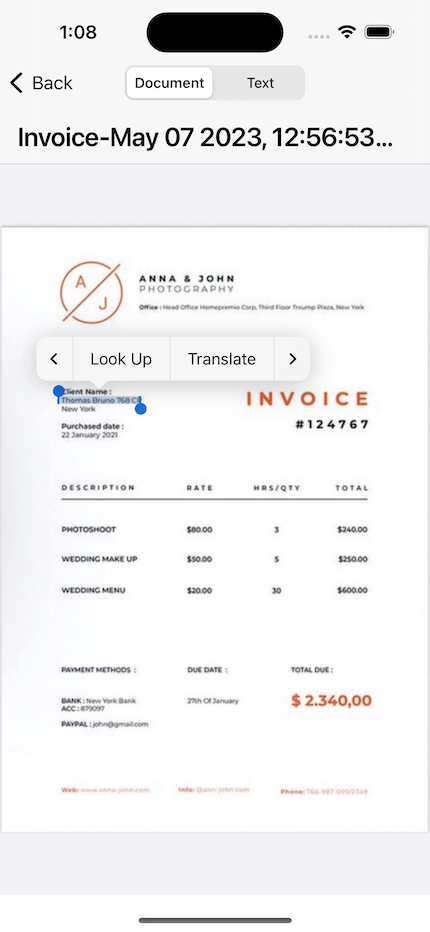 1:08
Back
Document
Text
Invoice-May 07 2023, 12:56:53...
A
J
ANNA & JOHN
PHOTOGRAPHY
Office : Head Office Homepremio Corp, Third Floor Trxump Plaza, New York
Look Up
Translate
Client Name :
Thomas Bruno 768 C
New York
INVOICE
#124767
Purchased date :
22 January 2021
DESCRIPTION RATE HRS/QTY TOTAL
PHOTOSHOOT $80.00 3 $240.00
WEDDING MAKE UP $50.00 5 $250.00
WEDDING MENU $20.00 30 $600.00
PAYMENT METHODS : DUE DATE : TOTAL DUE :
BANK : New York Bank 27th Of January $ 2.340,00
ACC : 879097
PAYPAL : john@gmail.com
Web: www.anna-john.com Info: @ann-john.com Phone: 766-987-000/2349